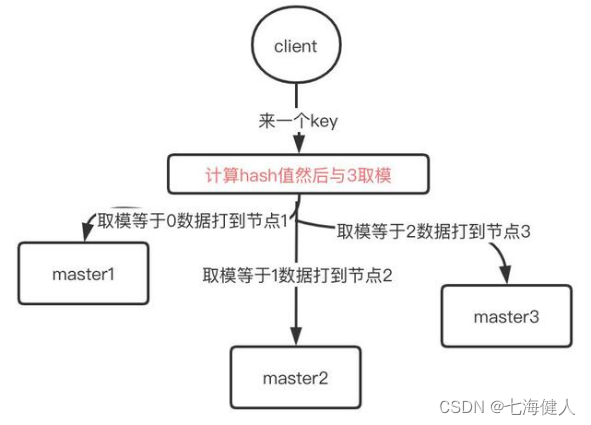 client
来一个key
计算hash值然后与3取模
取模等于0数据打到节点1
取模等于2数据打到节点3
master1
取模等于1数据打到节点2
master3
master2
CSDN @七海健人